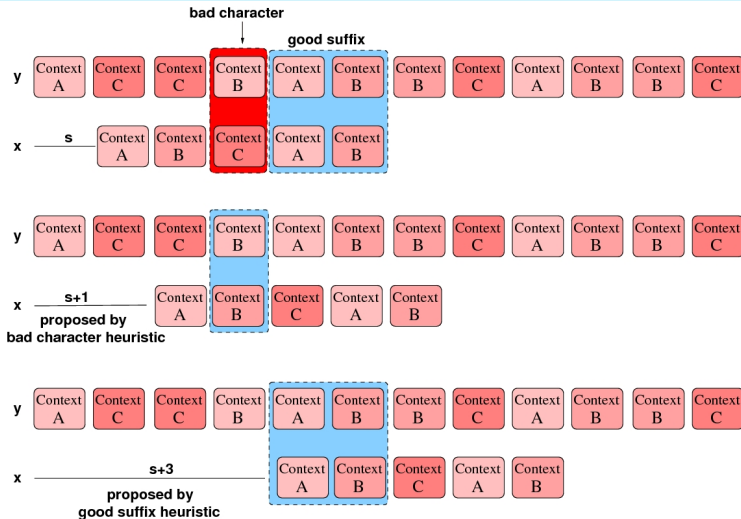 bad character
good suffix
y Context A Context C Context C Context B Context A Context B Context B Context C Context A Context B Context B Context C
x s Context A Context B Context C Context A Context B
y Context A Context C Context C Context B Context A Context B Context B Context C Context A Context B Context B Context C
x s+1 Context A Context B Context C Context A Context B
proposed by
bad character heuristic
y Context A Context C Context C Context B Context A Context B Context B Context C Context A Context B Context B Context C
x s+3 Context A Context B Context C Context A Context B
proposed by
good suffix heuristic